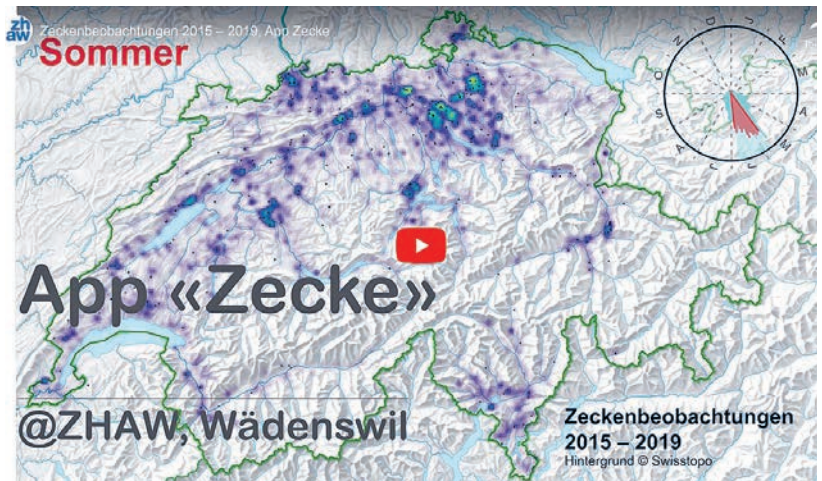 zh
aw
Zeckenbeobachtungen 2015 – 2019, App Zecke
Sommer
J
F
M
A
M
J
J
A
S
O
N
D
App «Zecke»
@ZHAW, Wädenswil
Zeckenbeobachtungen
2015 – 2019
Hintergrund © Swisstopo